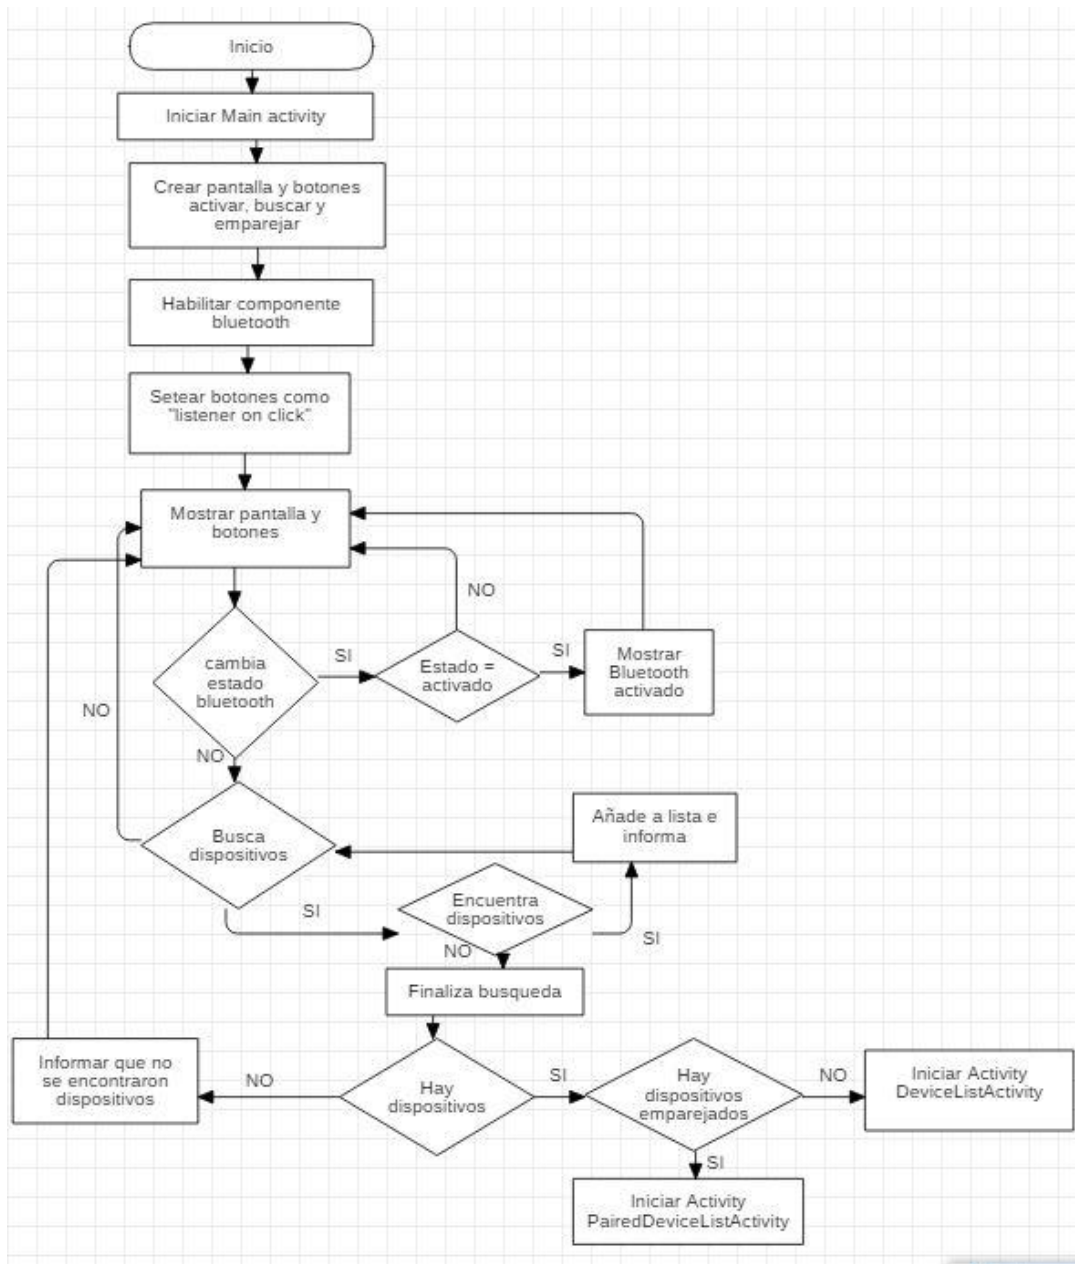 Inicio
Iniciar Main activity
Crear pantalla y botones
activar, buscar y
emparejar
Habilitar componente
bluetooth
Setear botones como
"listener on click"
Mostrar pantalla y
botones
NO
cambia
estado
bluetooth
SI
Estado =
activado
SI
Mostrar
Bluetooth
activado
NO
NO
Busca
dispositivos
Añade a lista e
informa
SI
Encuentra
dispositivos
SI
NO
Finaliza busqueda
Informar que no
se encontraron
dispositivos
NO
Hay
dispositivos
SI
Hay
dispositivos
emparejados
NO
Iniciar Activity
DeviceListActivity
SI
Iniciar Activity
PairedDeviceListActivity